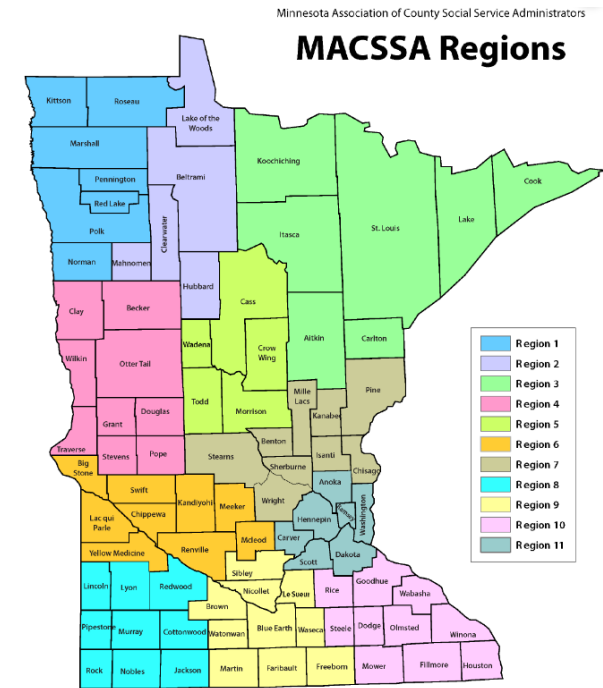 Minnesota Association of County Social Service Administrators
MACSSA Regions
Kittson
Roseau
Lake of the
Woods
Marshall
Koochiching
Pennington
Beltrami
Cook
Red Lake
Lake
Polk
Clearwater
Itasca
St. Louis
Norman
Mahnomen
Hubbard
Cass
Clay
Becker
Aitkin
Carlton
Wadena
Crow
Wing
Wilkin
Otter Tail
Pine
Mille
Lacs
Todd
Morrison
Kanabec
Grant
Douglas
Benton
Traverse
Stevens
Pope
Stearns
Isanti
Big
Stone
Sherburne
Chisago
Swift
Kandiyohi
Meeker
Wright
Anoka
Lac qui
Parle
Chippewa
Hennepin
Ramsey
Washington
Yellow Medicine
Renville
Mcleod
Carver
Dakota
Scott
Sibley
Lincoln
Lyon
Redwood
Nicollet
Le Sueur
Rice
Goodhue
Wabasha
Brown
Pipestone
Murray
Cottonwood
Watonwan
Blue Earth
Waseca
Steele
Dodge
Olmsted
Winona
Rock
Nobles
Jackson
Martin
Faribault
Freeborn
Mower
Fillmore
Houston
Region 1
Region 2
Region 3
Region 4
Region 5
Region 6
Region 7
Region 8
Region 9
Region 10
Region 11